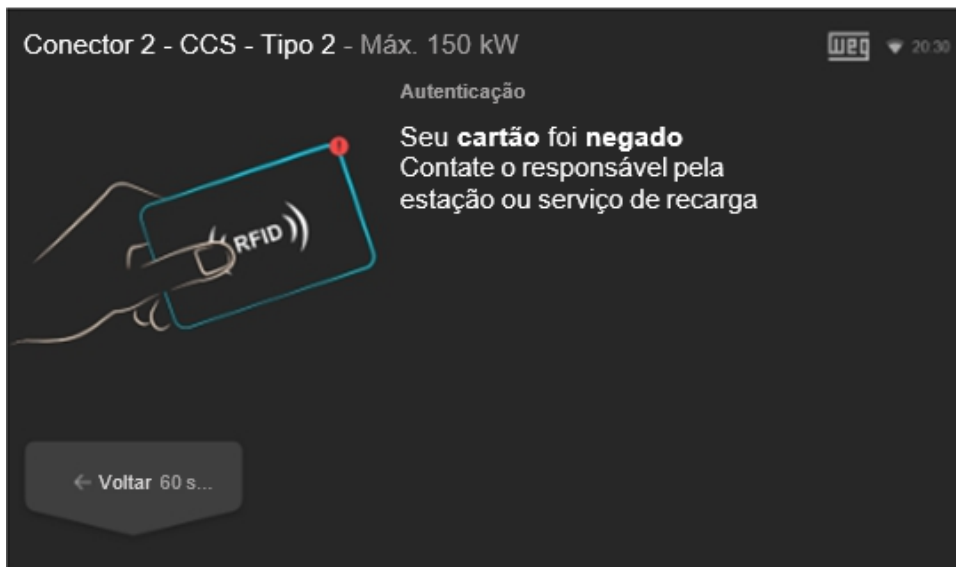 Conector 2 - CCS - Tipo 2 - Máx. 150 kW
weg 20:30
Autenticação
Seu cartão foi negado
Contate o responsável pela
estação ou serviço de recarga
RFID
← Voltar 60 s...